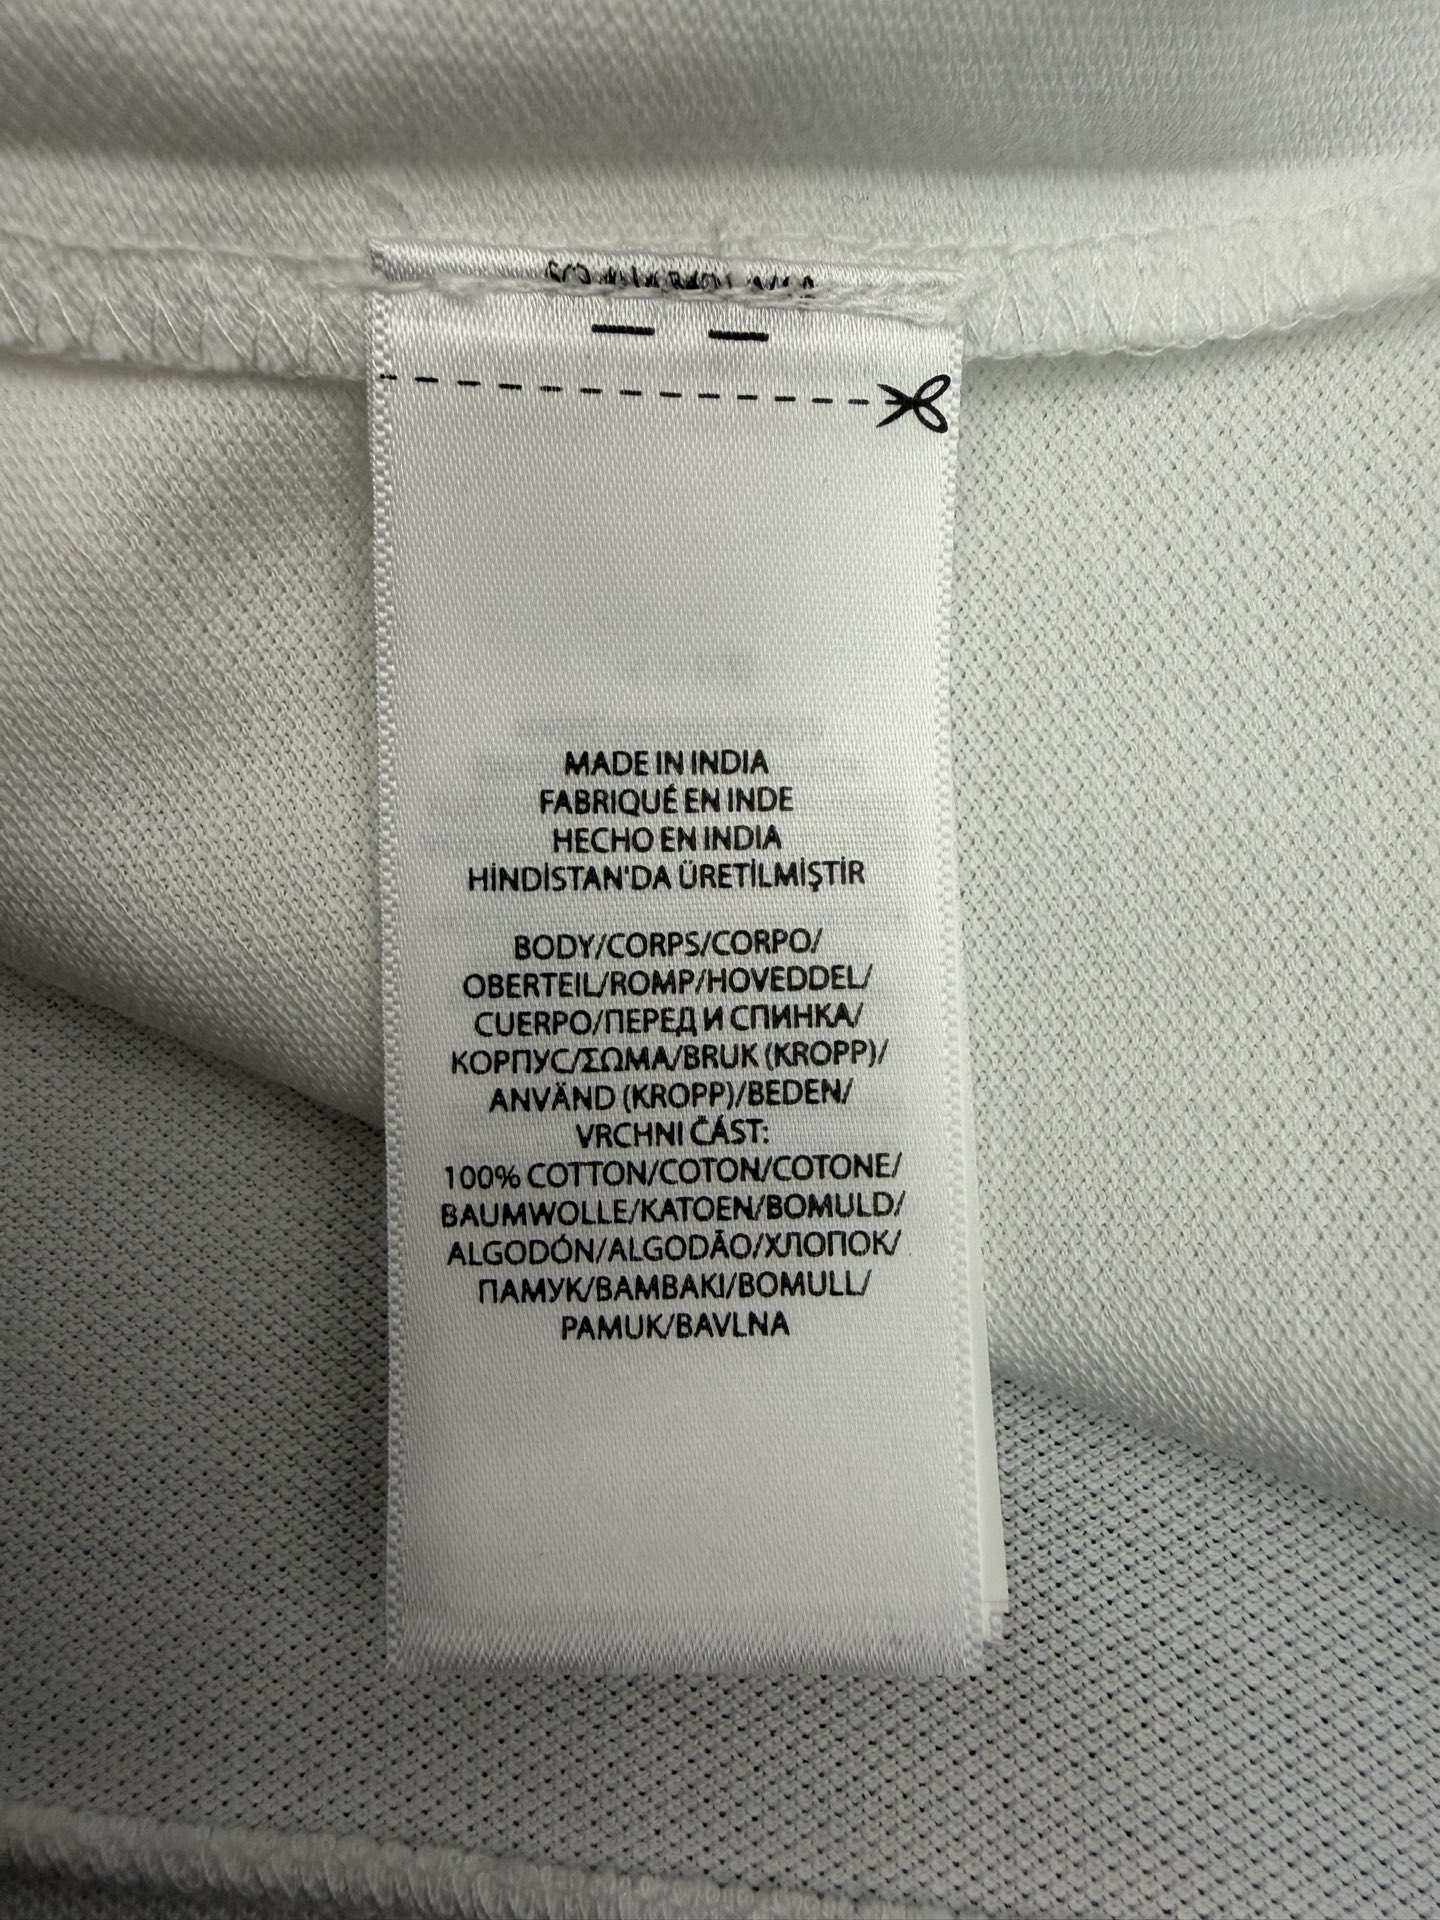 MADE IN INDIA
FABRIQUÉ EN INDE
HECHO EN INDIA
HİNDİSTAN'DA ÜRETİLMİŞTİR
BODY/CORPS/CORPO/
OBERTEIL/ROMP/HOVEDDEL/
CUERPO/ПЕРЕД И СПИНКА/
КОРПУС/ΣΩΜΑ/BRUK (KROPP)/
ANVÄND (KROPP)/BEDEN/
VRCHNI ČÁST:
100% COTTON/COTON/COTONE/
BAUMWOLLE/KATOEN/BOMULD/
ALGODÓN/ALGODÃO/ХЛОПОК/
ПАМУК/BAMBAKI/BOMULL/
PAMUK/BAVLNA